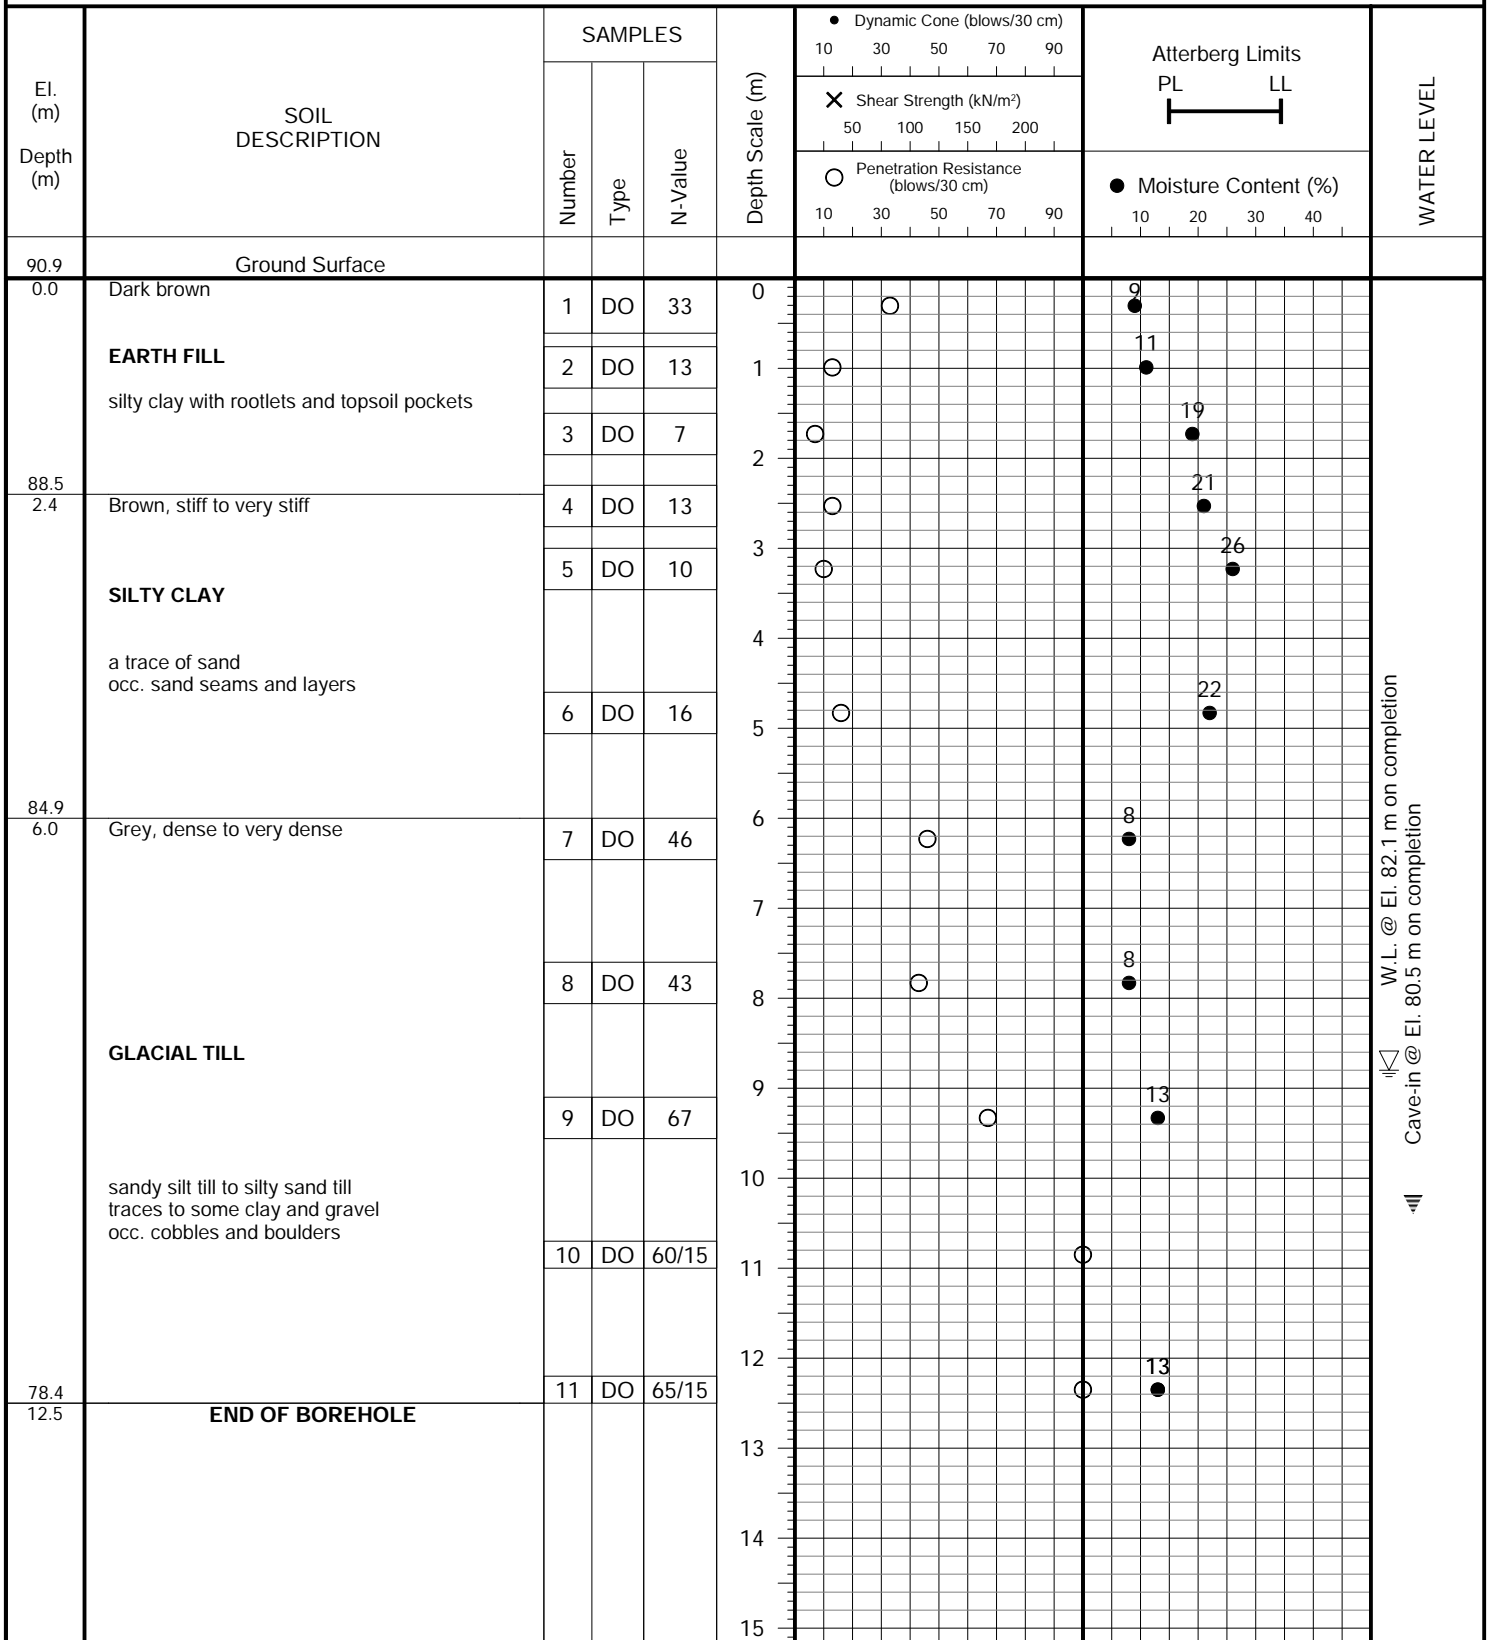 El.
(m)
Depth
(m)
SOIL
DESCRIPTION
SAMPLES
Number
Type
N-Value
Depth Scale (m)
Dynamic Cone (blows/30 cm)
10 30 50 70 90
Shear Strength (kN/m²)
50 100 150 200
Penetration Resistance
(blows/30 cm)
10 30 50 70 90
Atterberg Limits
PL LL
Moisture Content (%)
10 20 30 40
WATER LEVEL
90.9 Ground Surface
0.0 Dark brown
0
1 DO 33
9
EARTH FILL
2 DO 13
1
11
silty clay with rootlets and topsoil pockets
3 DO 7
19
2
88.5
2.4 Brown, stiff to very stiff
4 DO 13
21
3
5 DO 10
26
SILTY CLAY
4
a trace of sand
occ. sand seams and layers
6 DO 16
22
5
84.9
6.0 Grey, dense to very dense
6
7 DO 46
8
7
8 DO 43
8
8
GLACIAL TILL
9
9 DO 67
13
10
sandy silt till to silty sand till
traces to some clay and gravel
occ. cobbles and boulders
10 DO 60/15
11
12
11 DO 65/15
13
78.4
12.5 END OF BOREHOLE
13
14
15
W.L. @ El. 82.1 m on completion
Cave-in @ El. 80.5 m on completion